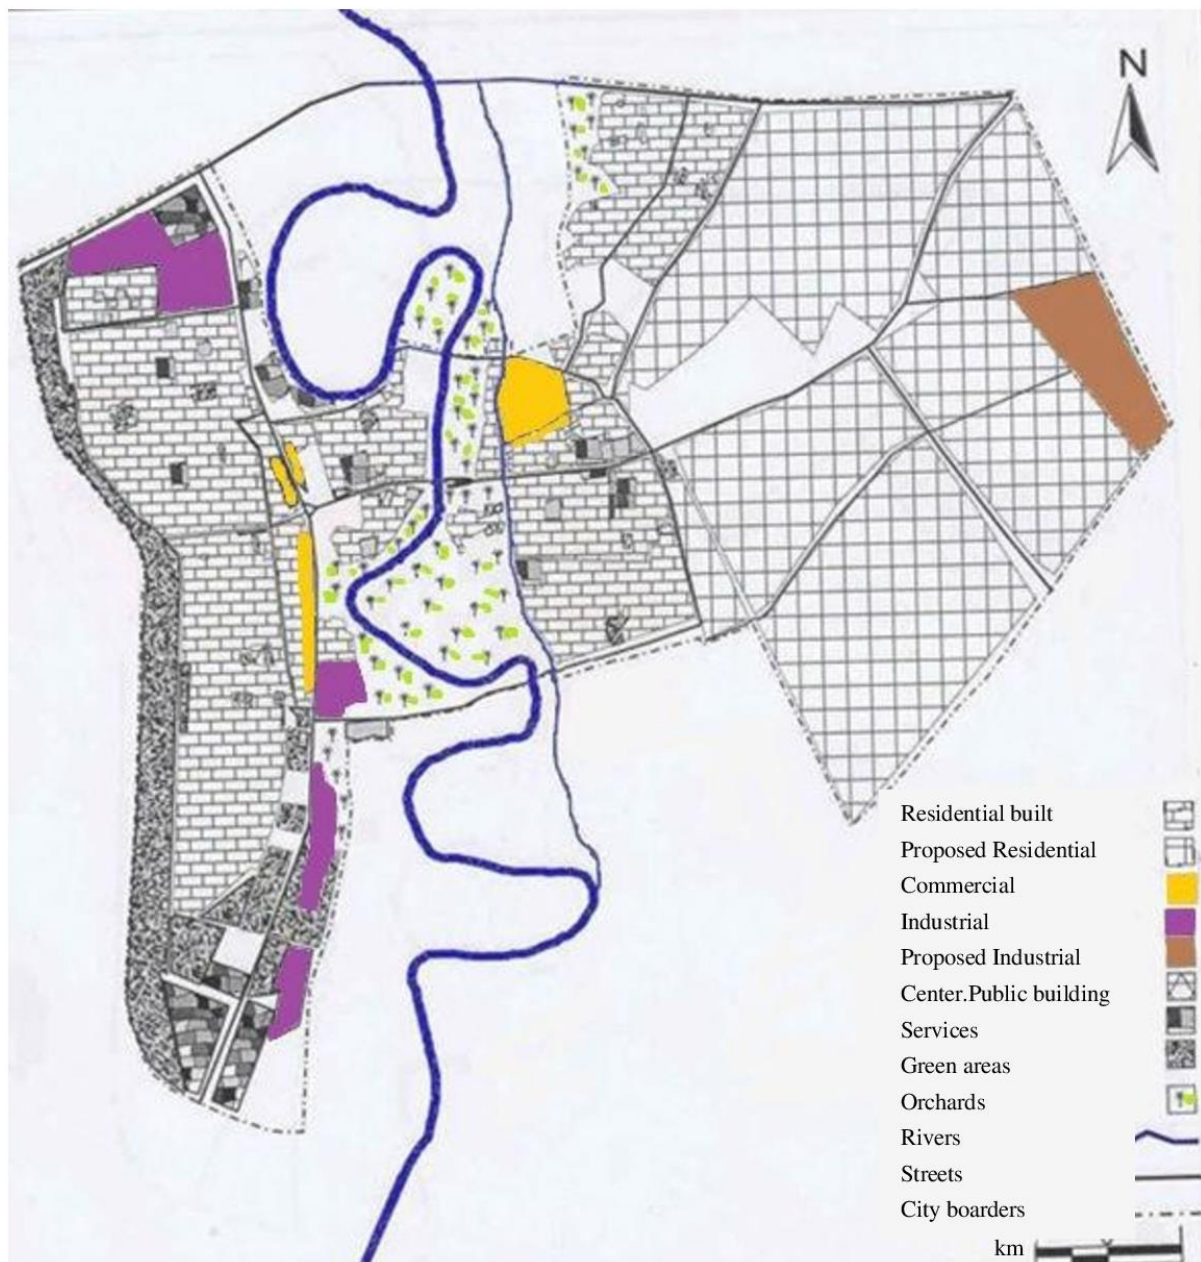 N
Residential built
Proposed Residential
Commercial
Industrial
Proposed Industrial
Center.Public building
Services
Green areas
Orchards
Rivers
Streets
City boarders
km